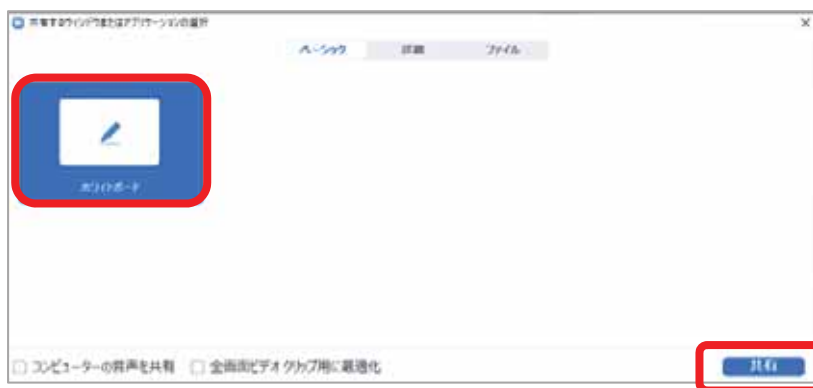 共有するウィンドウまたはアプリケーションの選択
ベーシック 詳細 ファイル
ホワイトボード
コンピューターの音声を共有 全画面ビデオ クリップ用に最適化 共有